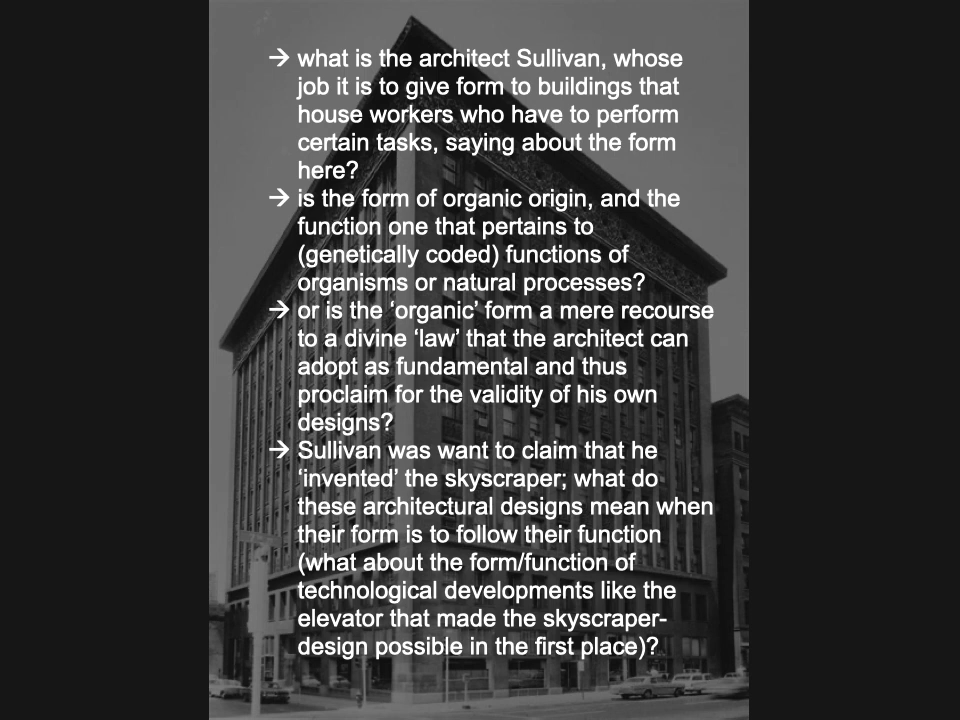 → what is the architect Sullivan, whose
job it is to give form to buildings that
house workers who have to perform
certain tasks, saying about the form
here?
→ is the form of organic origin, and the
function one that pertains to
(genetically coded) functions of
organisms or natural processes?
→ or is the ‘organic’ form a mere recourse
to a divine ‘law’ that the architect can
adopt as fundamental and thus
proclaim for the validity of his own
designs?
→ Sullivan was want to claim that he
‘invented’ the skyscraper; what do
these architectural designs mean when
their form is to follow their function
(what about the form/function of
technological developments like the
elevator that made the skyscraper-
design possible in the first place)?